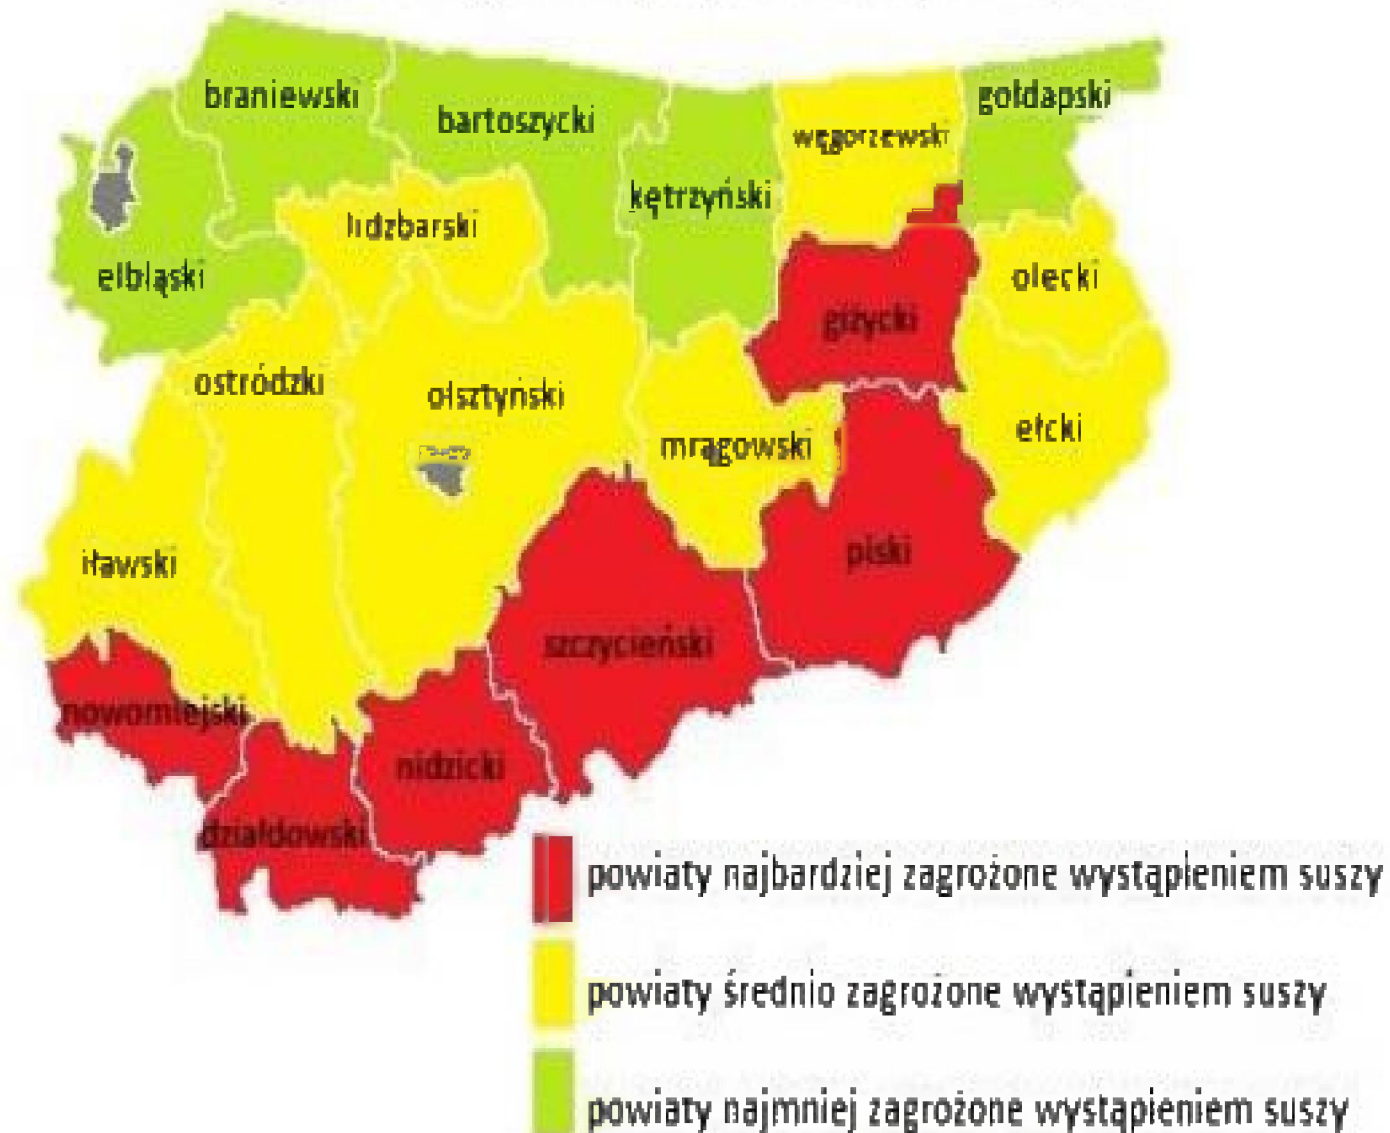 braniewski
bartoszycki
gołdapski
węgorzewski
kętrzyński
lidzbarski
elbląski
olecki
giżycki
ostródzki
olsztyński
ełcki
mrągowski
piski
iławski
szczycieński
nowomiejski
nidzicki
działdowski
powiaty najbardziej zagrożone wystąpieniem suszy
powiaty średnio zagrożone wystąpieniem suszy
powiaty najmniej zagrożone wystąpieniem suszy